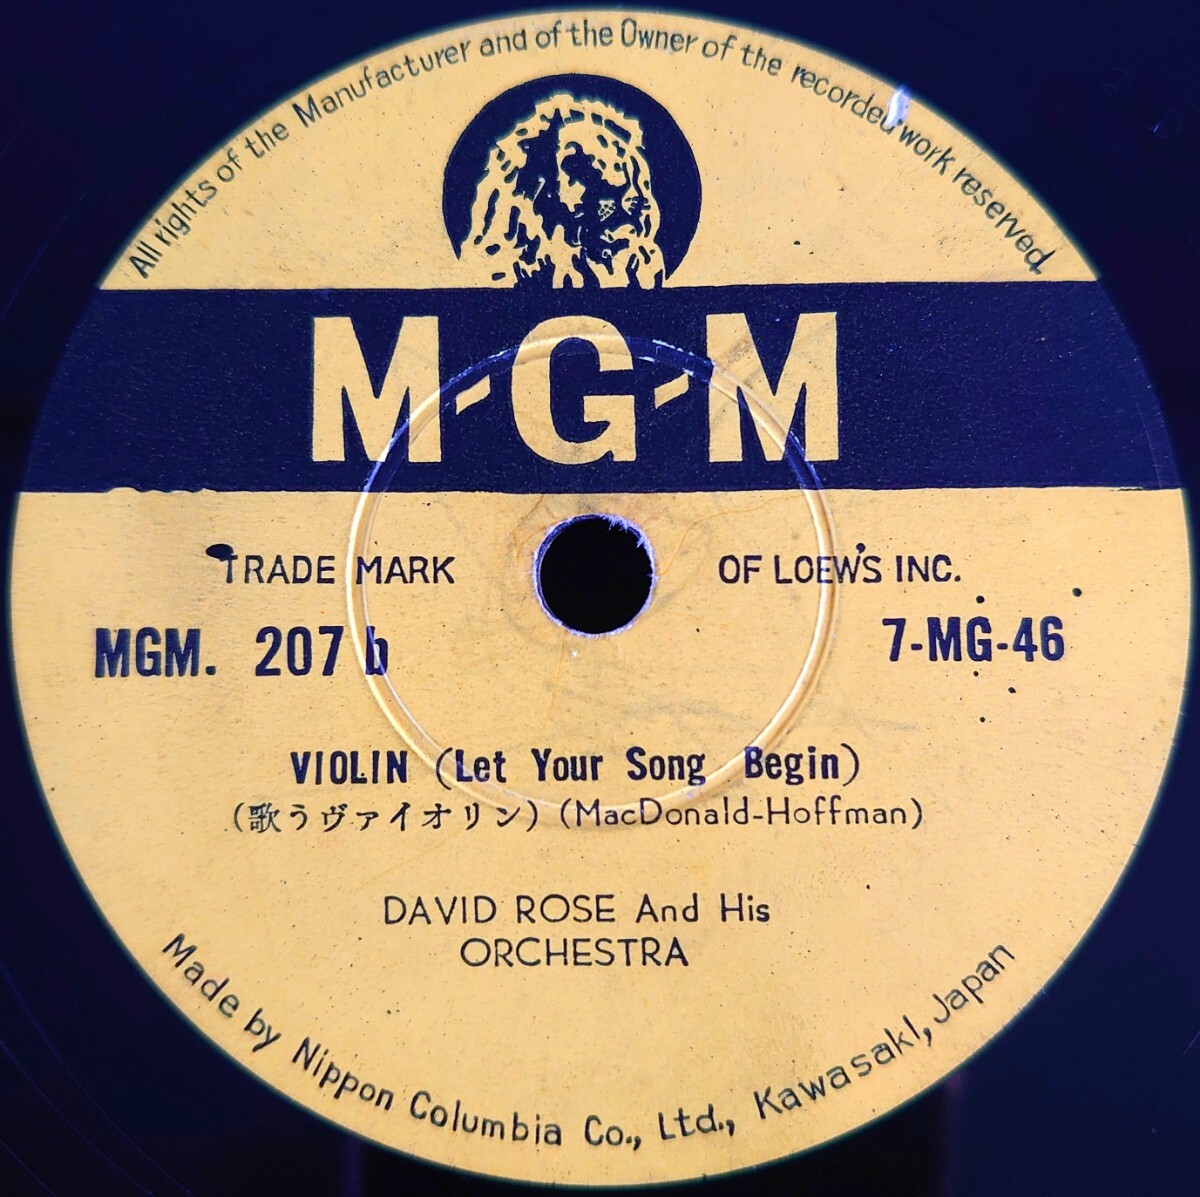 All rights of the Manufacturer and of the Owner of the recorded work reserved.
M-G-M
TRADE MARK OF LOEW'S INC.
MGM. 207 b 7-MG-46
VIOLIN (Let Your Song Begin)
(歌うヴァイオリン) (MacDonald-Hoffman)
DAVID ROSE And His
ORCHESTRA
Made by Nippon Columbia Co., Ltd., Kawasaki, Japan